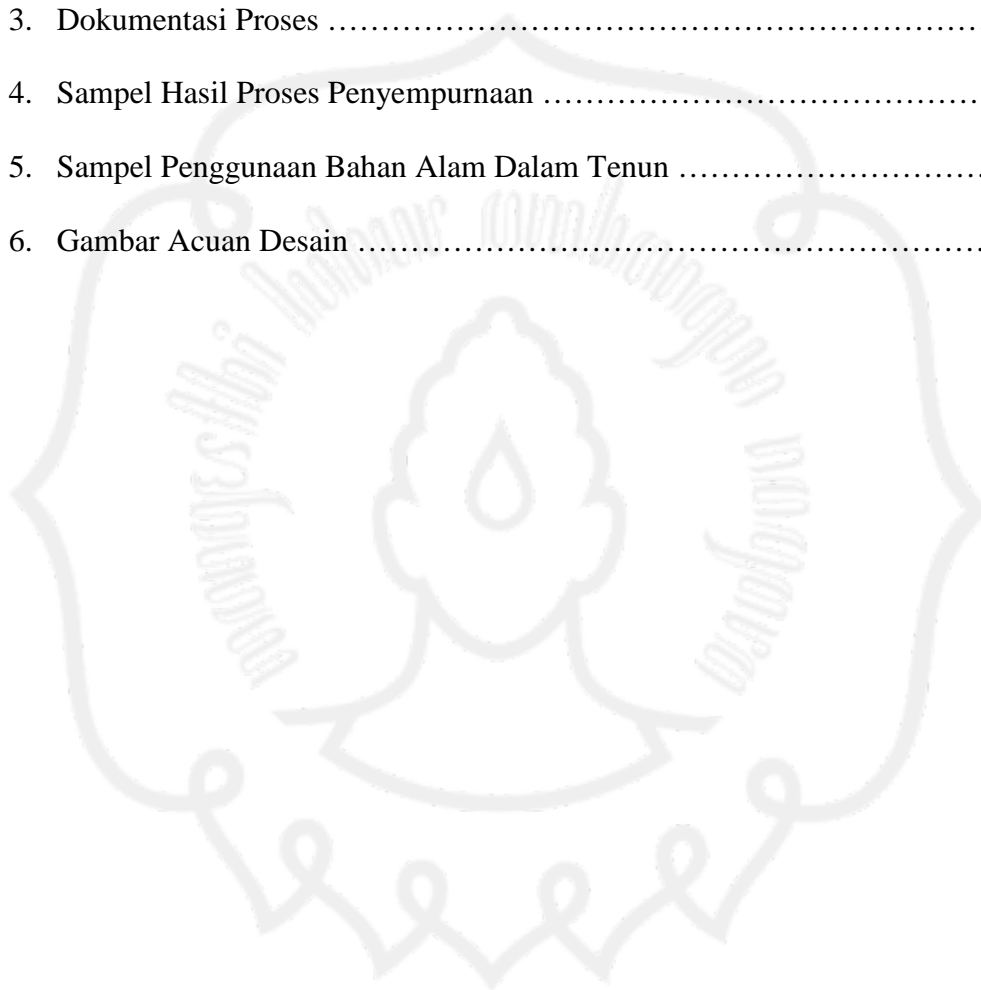 3. Dokumentasi Proses ……………………………………………………
4. Sampel Hasil Proses Penyempurnaan …………………………………
5. Sampel Penggunaan Bahan Alam Dalam Tenun ………………………
6. Gambar Acuan Desain …………………………………………………